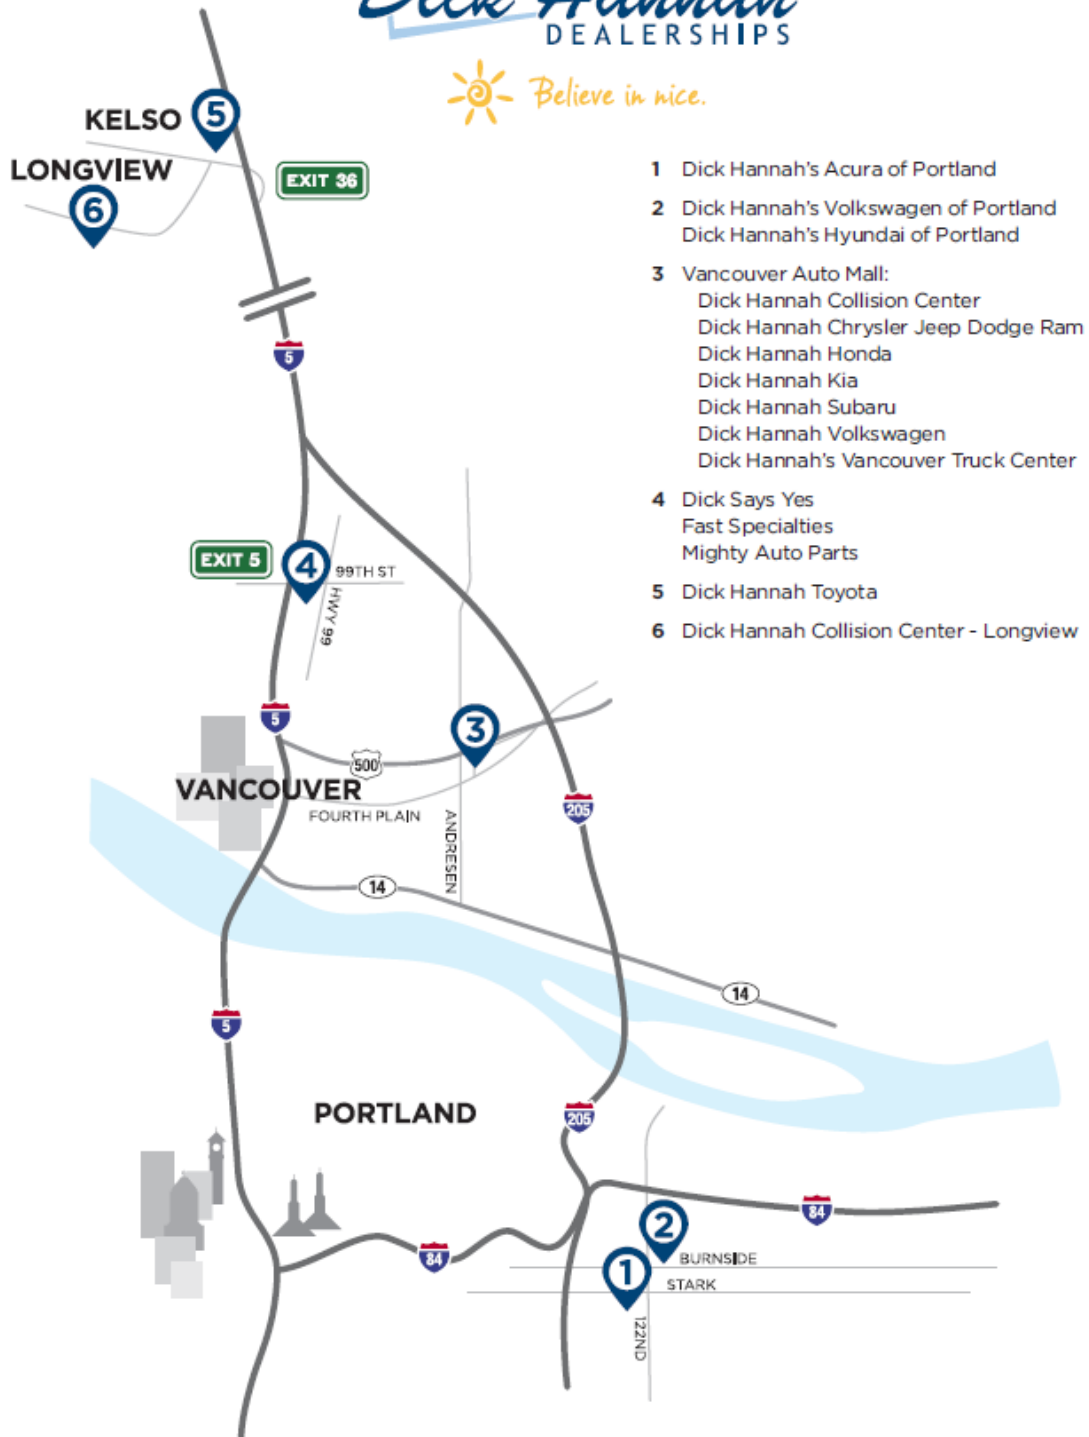 Dick Hannah
DEALERSHIPS
Believe in nice.
KELSO
5
LONGVIEW
6
EXIT 36
1 Dick Hannah's Acura of Portland
2 Dick Hannah's Volkswagen of Portland
Dick Hannah's Hyundai of Portland
3 Vancouver Auto Mall:
Dick Hannah Collision Center
Dick Hannah Chrysler Jeep Dodge Ram
Dick Hannah Honda
Dick Hannah Kia
Dick Hannah Subaru
Dick Hannah Volkswagen
Dick Hannah's Vancouver Truck Center
4 Dick Says Yes
Fast Specialties
Mighty Auto Parts
5 Dick Hannah Toyota
6 Dick Hannah Collision Center - Longview
5
EXIT 5
4
99TH ST
HWY 99
5
3
500
VANCOUVER
FOURTH PLAIN
ANDRESEN
205
14
14
5
PORTLAND
205
84
84
2
BURNSIDE
1
STARK
122ND